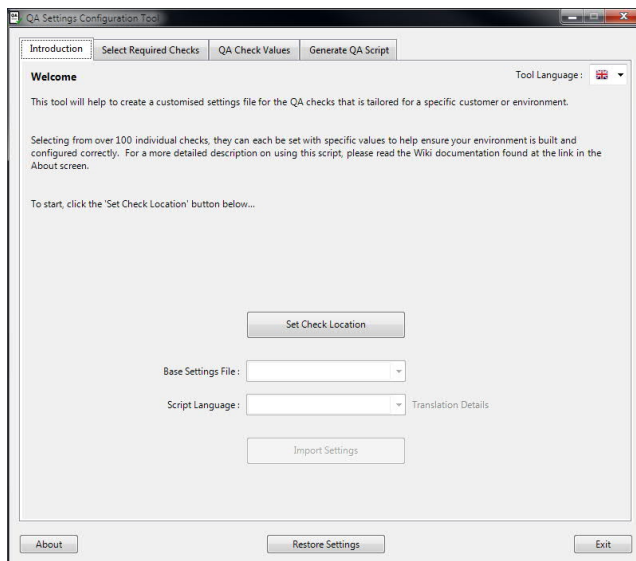 QA Settings Configuration Tool
Introduction Select Required Checks QA Check Values Generate QA Script
Welcome Tool Language :
This tool will help to create a customised settings file for the QA checks that is tailored for a specific customer or environment.
Selecting from over 100 individual checks, they can each be set with specific values to help ensure your environment is built and
configured correctly. For a more detailed description on using this script, please read the Wiki documentation found at the link in the
About screen.
To start, click the 'Set Check Location' button below...
Set Check Location
Base Settings File :
Script Language : Translation Details
Import Settings
About Restore Settings Exit